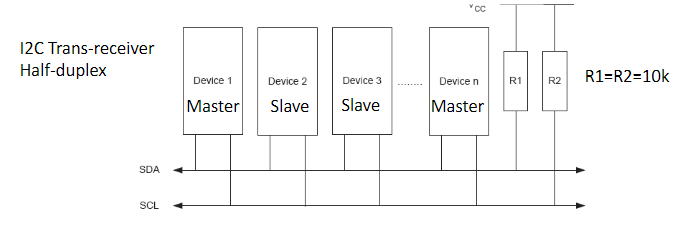 I2C Trans-receiver
Half-duplex
VCC
Device 1
Master
Device 2
Slave
Device 3
Slave
........
Device n
Master
R1
R2
R1=R2=10k
SDA
SCL